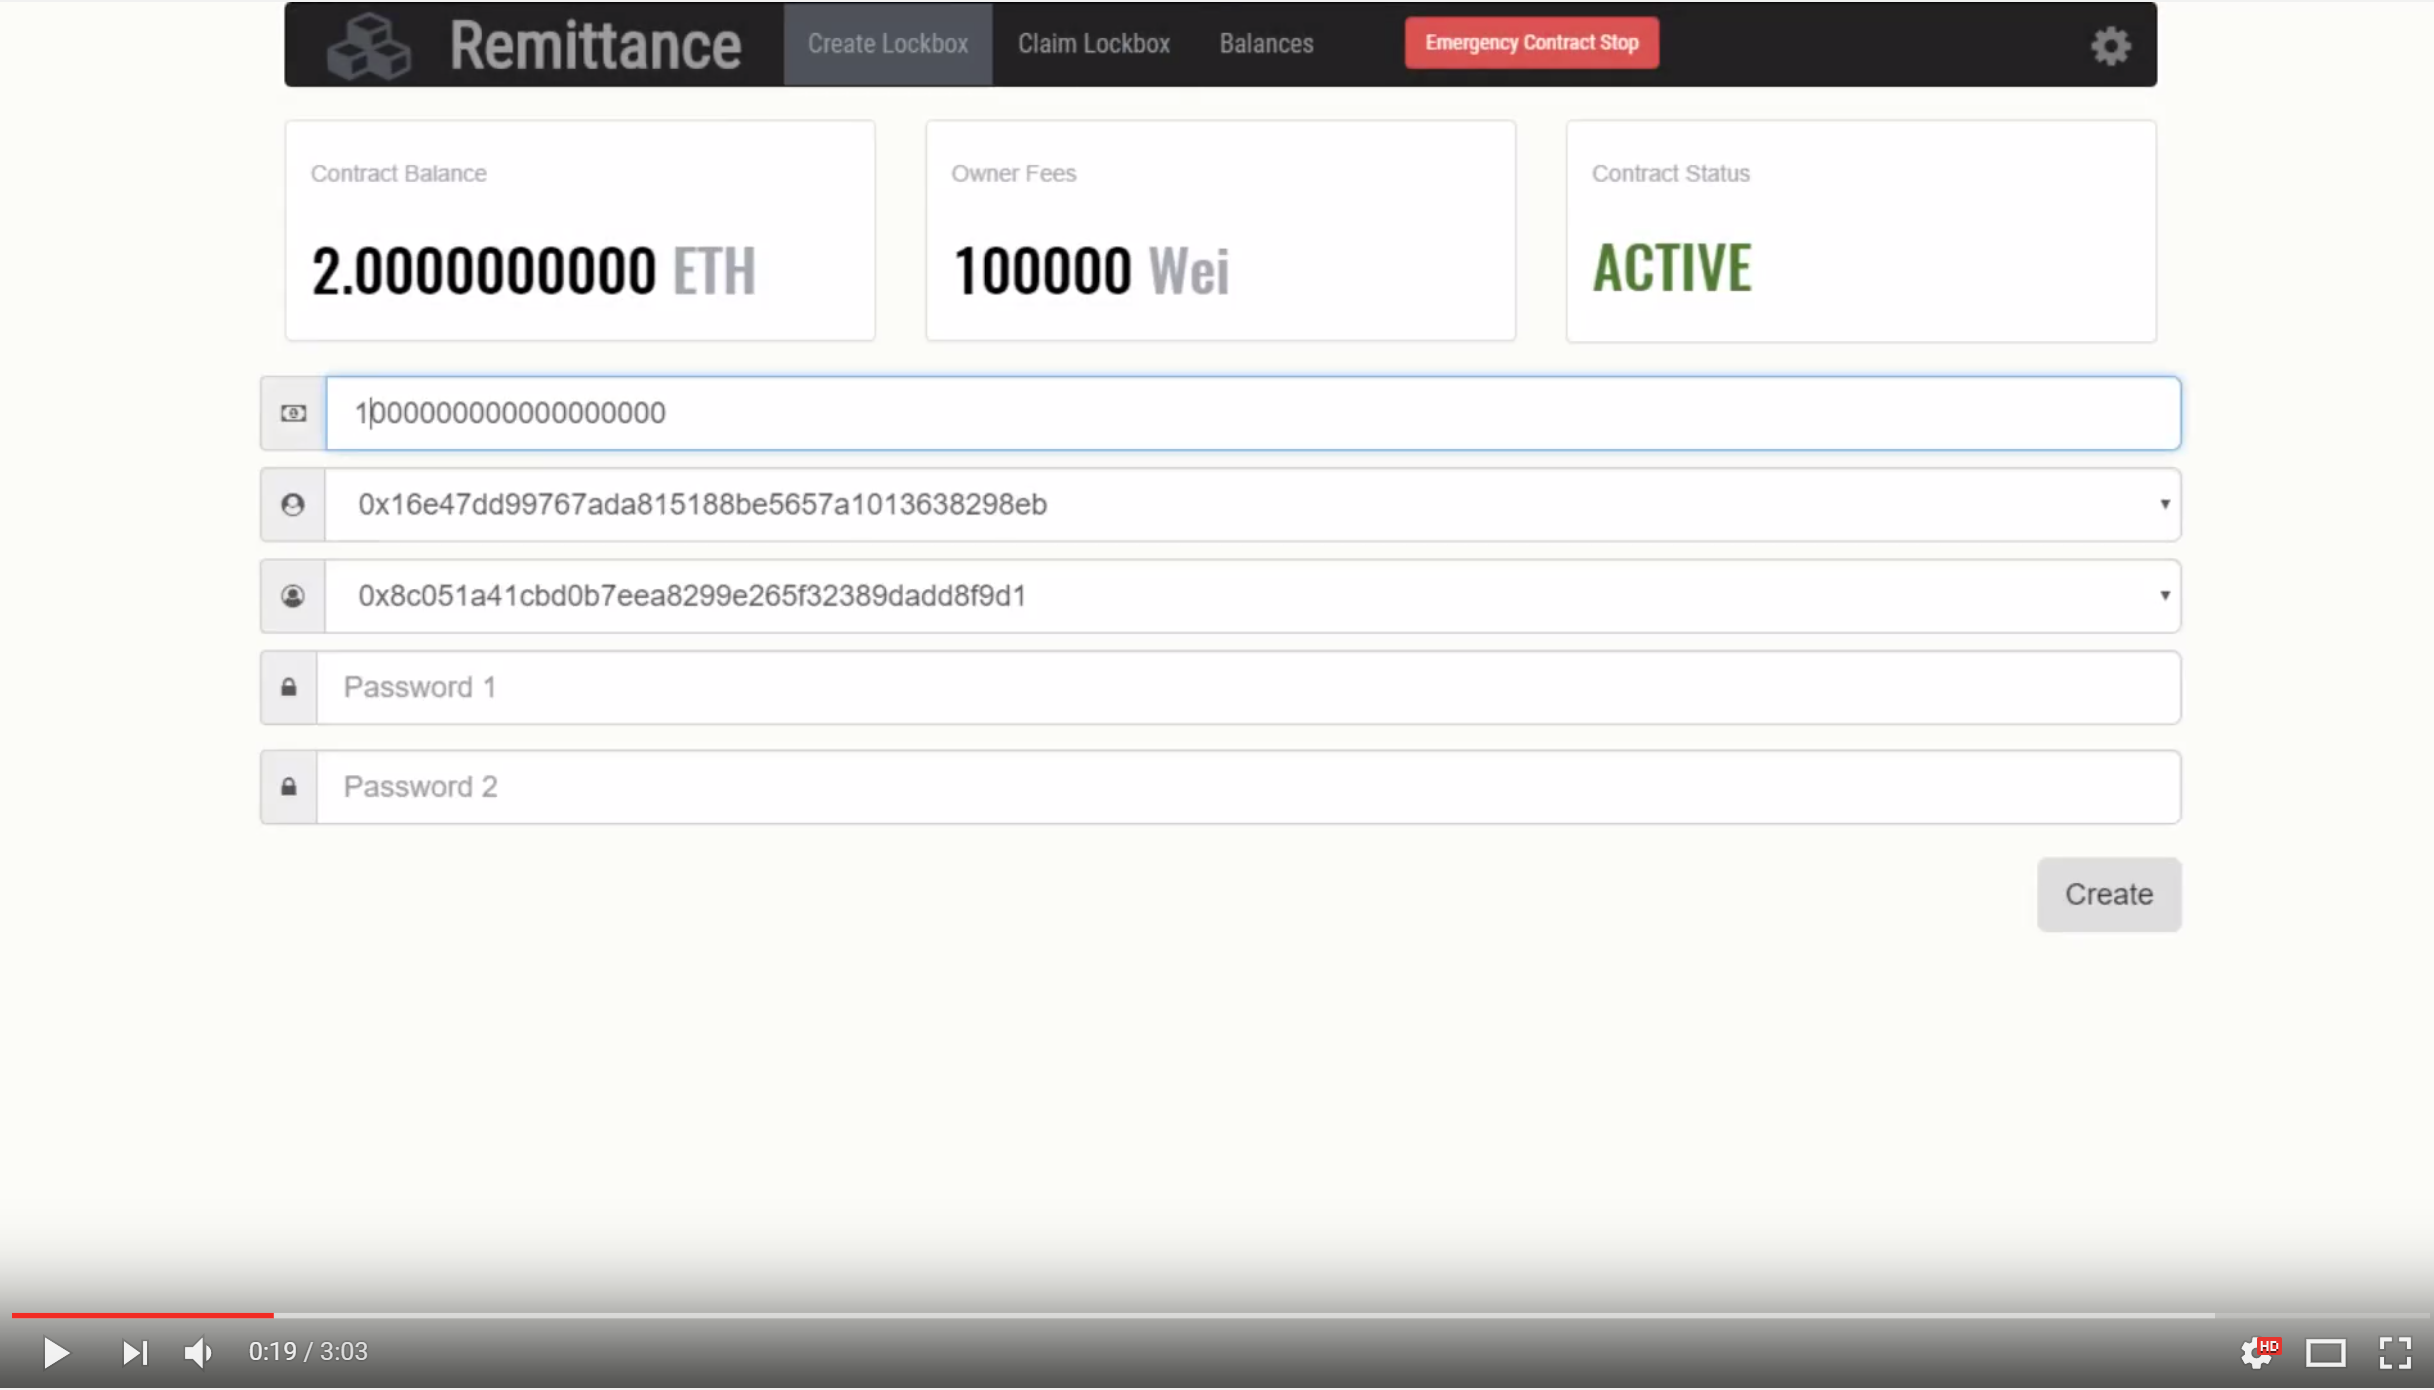 Remittance Create Lockbox Claim Lockbox Balances Emergency Contract Stop
Contract Balance
2.0000000000 ETH
Owner Fees
100000 Wei
Contract Status
ACTIVE
1000000000000000000
0x16e47dd99767ada815188be5657a1013638298eb
0x8c051a41cbd0b7eea8299e265f32389dadd8f9d1
Password 1
Password 2
Create
0:19 / 3:03
HD